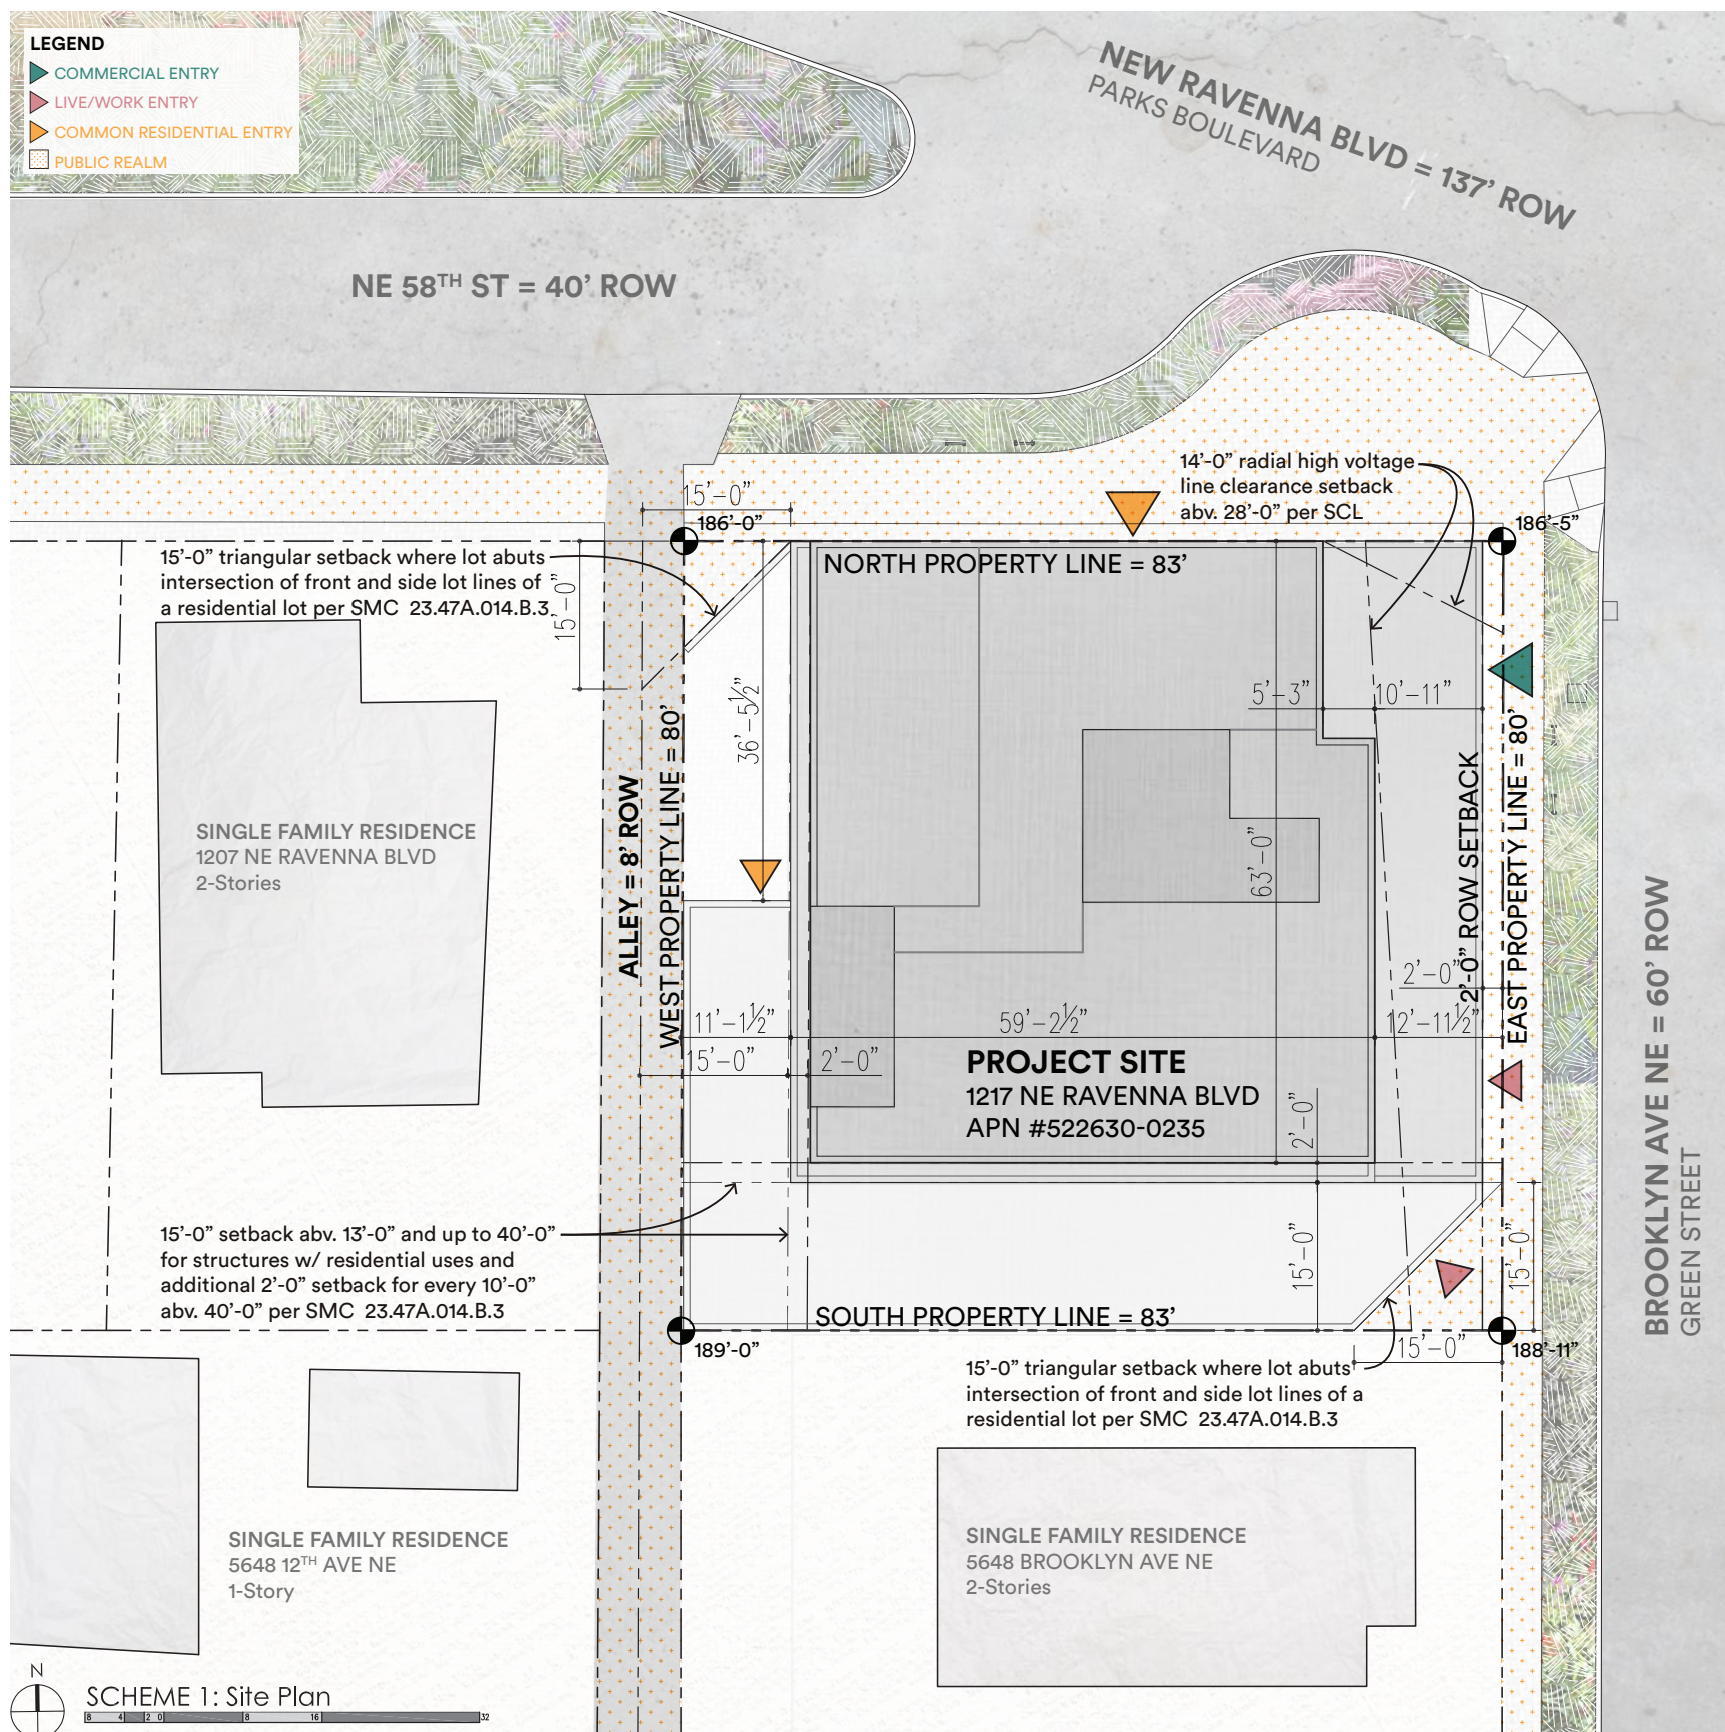 LEGEND
COMMERCIAL ENTRY
LIVE/WORK ENTRY
COMMON RESIDENTIAL ENTRY
PUBLIC REALM
NEW RAVENNA BLVD = 137' ROW
PARKS BOULEVARD
NE 58TH ST = 40' ROW
14'-0" radial high voltage
line clearance setback
abv. 28'-0" per SCL
15'-0"
186'-0"
186'-5"
15'-0" triangular setback where lot abuts
intersection of front and side lot lines of
a residential lot per SMC 23.47A.014.B.3
15'-0"
NORTH PROPERTY LINE = 83'
36'-5½"
5'-3"
10'-11"
SINGLE FAMILY RESIDENCE
1207 NE RAVENNA BLVD
2-Stories
ALLEY = 8' ROW
WEST PROPERTY LINE = 80'
63'-0"
2'-0" ROW SETBACK
EAST PROPERTY LINE = 80'
2'-0"
11'-1½"
59'-2½"
12'-11½"
15'-0"
2'-0"
PROJECT SITE
1217 NE RAVENNA BLVD
APN #522630-0235
2'-0"
BROOKLYN AVE NE = 60' ROW
GREEN STREET
15'-0" setback abv. 13'-0" and up to 40'-0"
for structures w/ residential uses and
additional 2'-0" setback for every 10'-0"
abv. 40'-0" per SMC 23.47A.014.B.3
15'-0"
15'-0"
SOUTH PROPERTY LINE = 83'
189'-0"
15'-0"
188'-11"
15'-0" triangular setback where lot abuts
intersection of front and side lot lines of a
residential lot per SMC 23.47A.014.B.3
SINGLE FAMILY RESIDENCE
5648 12TH AVE NE
1-Story
SINGLE FAMILY RESIDENCE
5648 BROOKLYN AVE NE
2-Stories
N
SCHEME 1: Site Plan
8 4 2 0 8 16 32